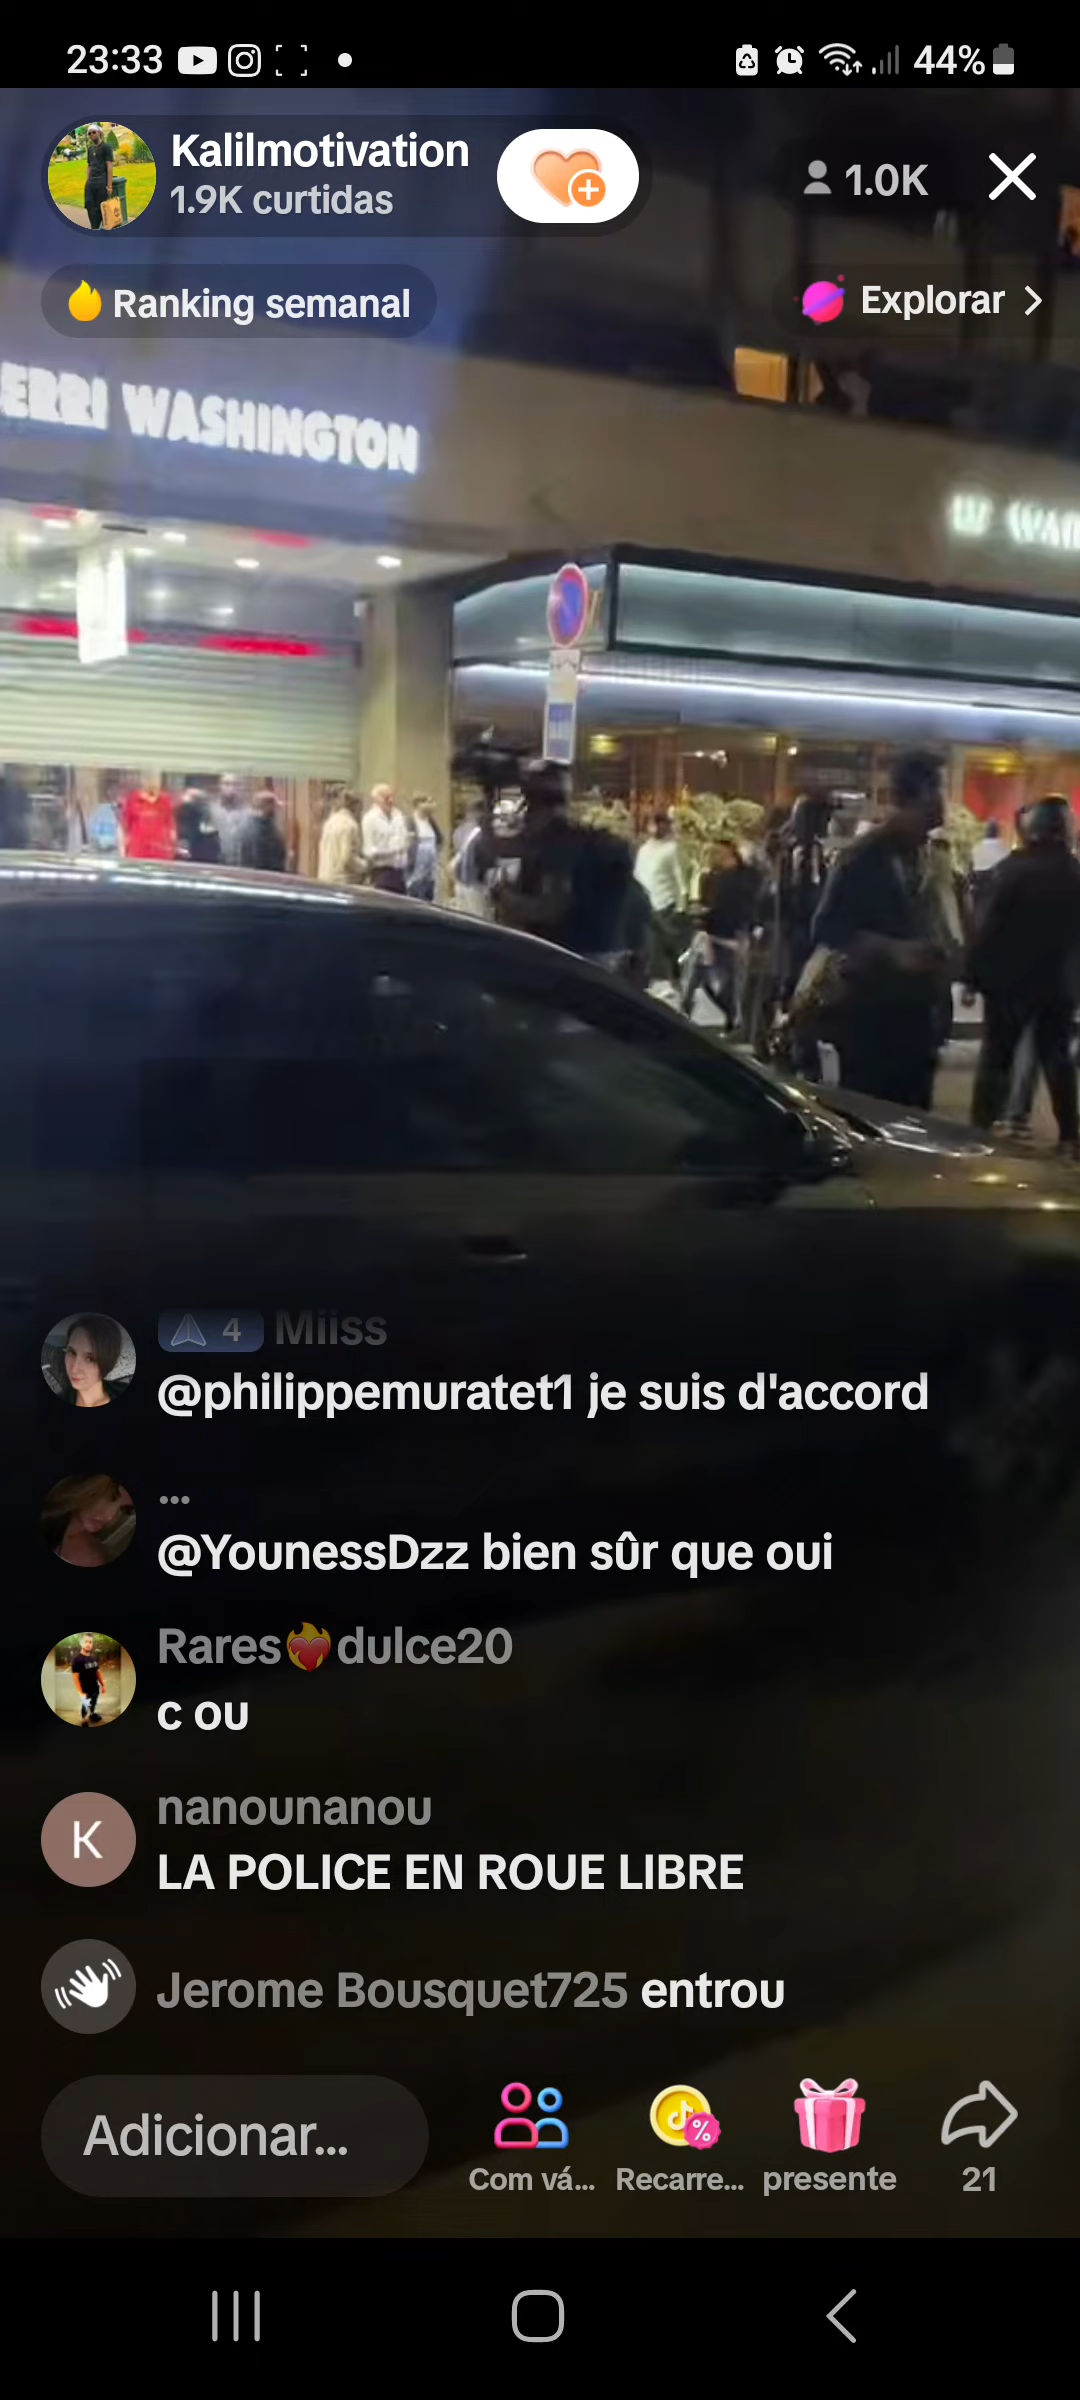 23:33
44%
Kalilmotivation
1.9K curtidas
1.0K
Ranking semanal
Explorar
ERRI WASHINGTON
4 Miiss
@philippemuratet1 je suis d'accord
...
@YounessDzz bien sûr que oui
Rares❤️‍🔥dulce20
c ou
K
nanounanou
LA POLICE EN ROUE LIBRE
Jerome Bousquet725 entrou
Adicionar...
Com vá...
Recarre...
presente
21